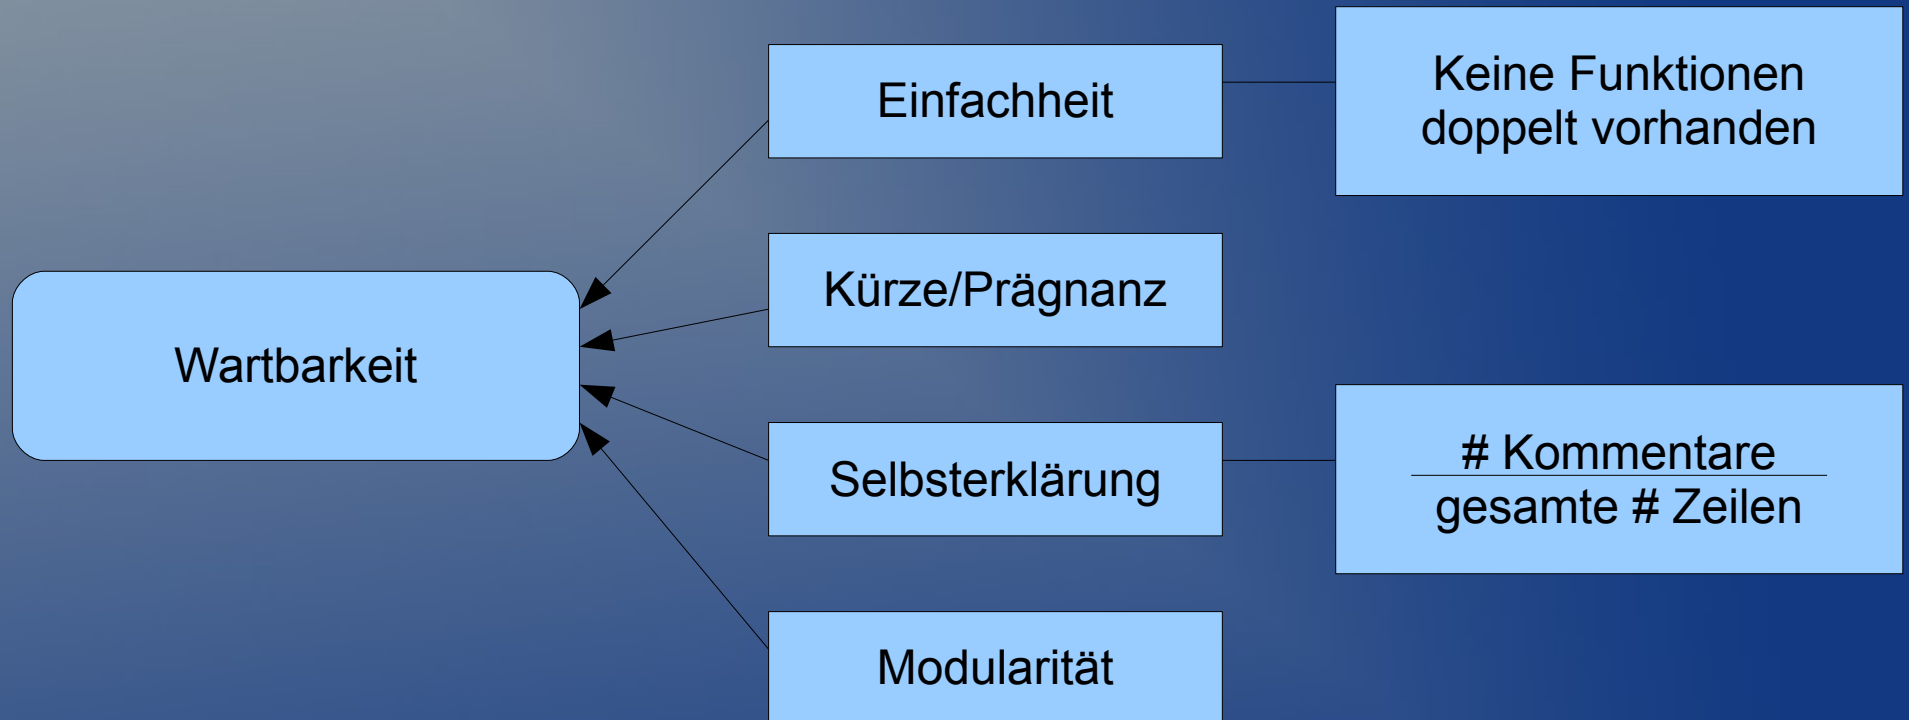 Einfachheit
Keine Funktionen
doppelt vorhanden
Kürze/Prägnanz
Wartbarkeit
Selbsterklärung
# Kommentare
gesamte # Zeilen
Modularität